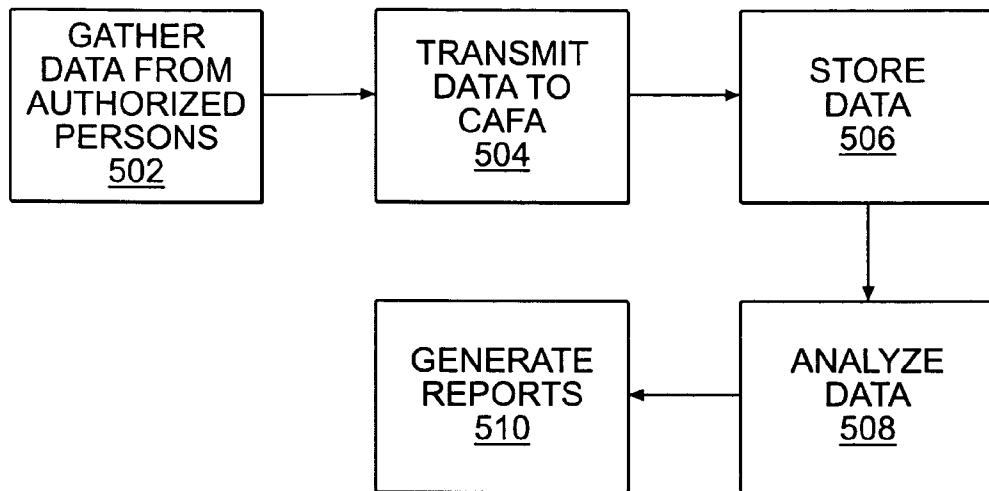 GATHER
DATA FROM
AUTHORIZED
PERSONS
502
TRANSMIT
DATA TO
CAFA
504
STORE
DATA
506
GENERATE
REPORTS
510
ANALYZE
DATA
508